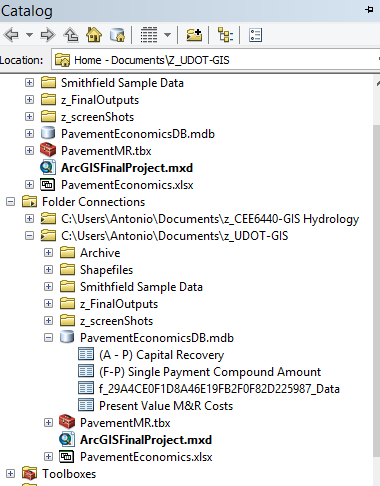 Catalog
Location: Home - Documents\Z_UDOT-GIS
Smithfield Sample Data
z_FinalOutputs
z_screenShots
PavementEconomicsDB.mdb
PavementMR.tbx
ArcGISFinalProject.mxd
PavementEconomics.xlsx
Folder Connections
C:\Users\Antonio\Documents\z_CEE6440-GIS Hydrology
C:\Users\Antonio\Documents\z_UDOT-GIS
Archive
Shapefiles
Smithfield Sample Data
z_FinalOutputs
z_screenShots
PavementEconomicsDB.mdb
(A - P) Capital Recovery
(F-P) Single Payment Compound Amount
f_29A4CE0F1D8A46E19FB2F0F82D225987_Data
Present Value M&R Costs
PavementMR.tbx
ArcGISFinalProject.mxd
PavementEconomics.xlsx
Toolboxes